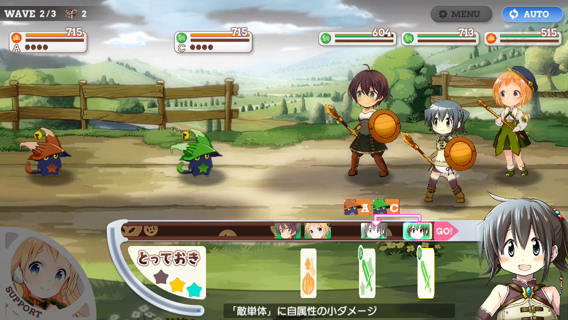 WAVE 2/3 2
MENU
AUTO
715
A
715
C
604
713
515
A C
GO!
とっておき
SUPPORT
「敵単体」に自属性の小ダメージ